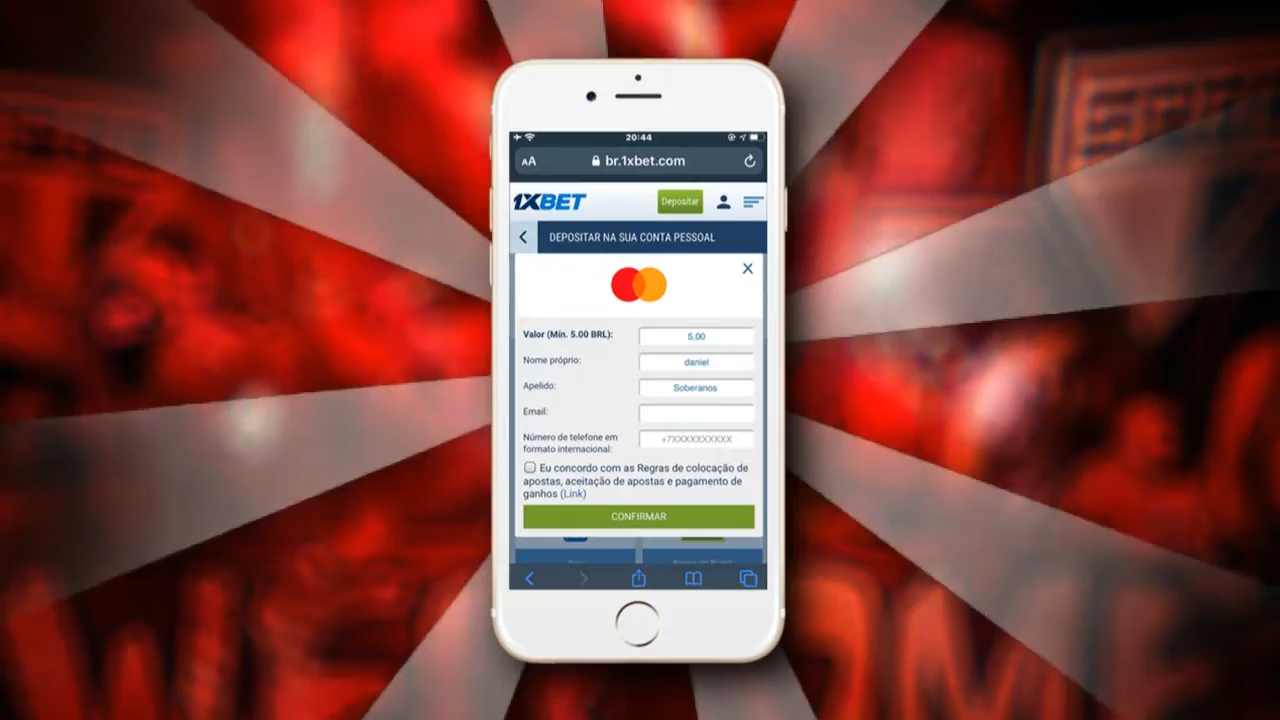 20:44
AA br.1xbet.com
1XBET Depositar
DEPOSITAR NA SUA CONTA PESSOAL
Valor (Mín. 5.00 BRL): 5.00
Nome próprio: daniel
Apelido: Soberanos
Email:
Número de telefone em
formato internacional: +7XXXXXXXXXX
Eu concordo com as Regras de colocação de
apostas, aceitação de apostas e pagamento de
ganhos (Link)
CONFIRMAR